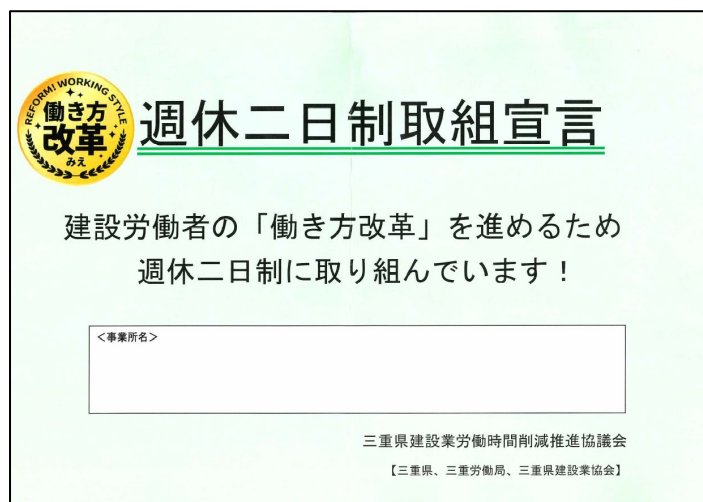 REFORM! WORKING STYLE
働き方
改革
みえ
週休二日制取組宣言
建設労働者の「働き方改革」を進めるため
週休二日制に取り組んでいます！
＜事業所名＞
三重県建設業労働時間削減推進協議会
【三重県、三重労働局、三重県建設業協会】